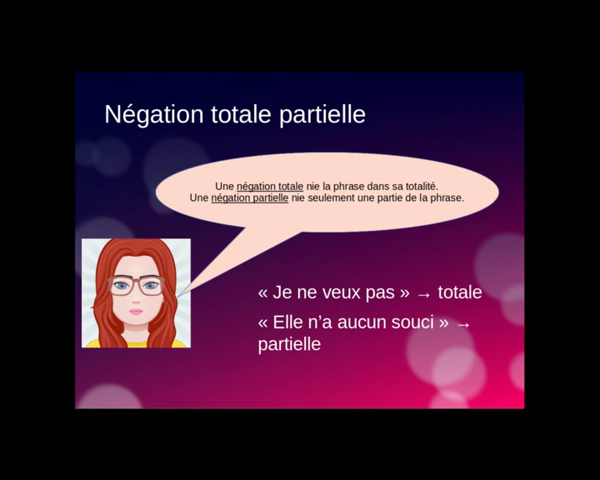 Négation totale partielle
Une négation totale nie la phrase dans sa totalité.
Une négation partielle nie seulement une partie de la phrase.
« Je ne veux pas » → totale
« Elle n’a aucun souci » →
partielle